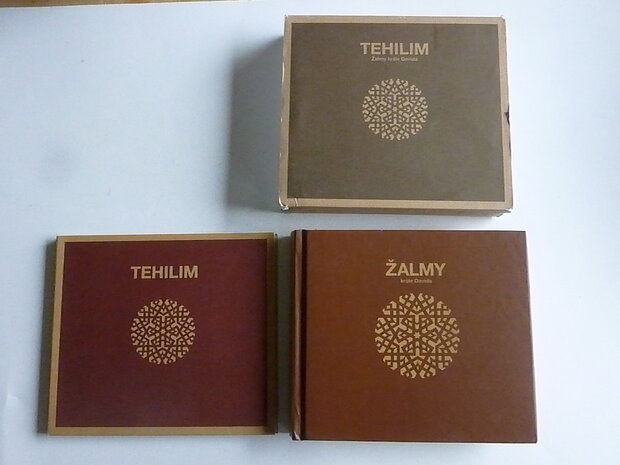 TEHILIM
Žalmy krále Davida
TEHILIM
ŽALMY
krále Davida